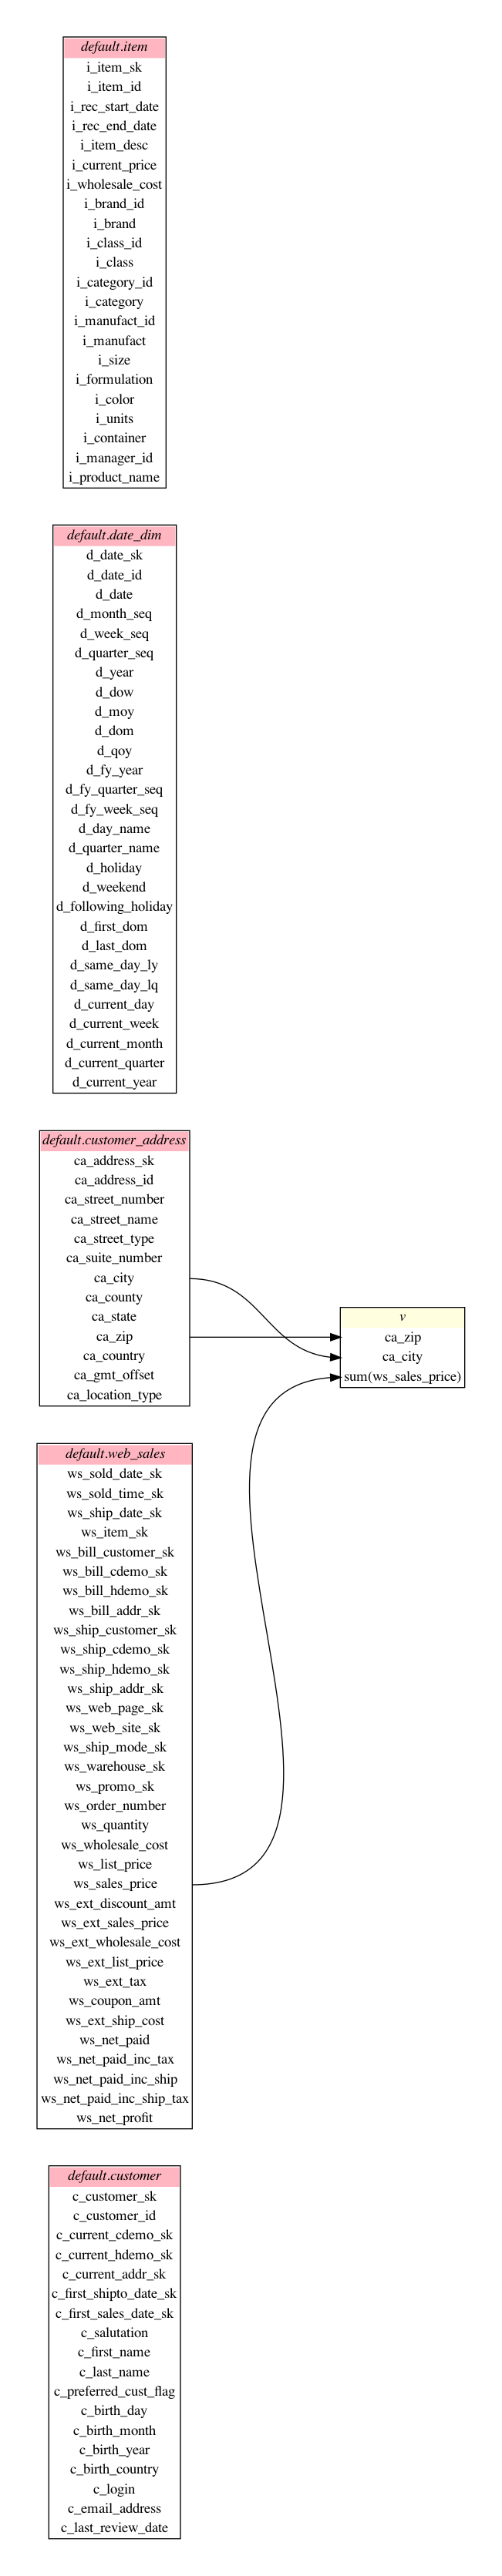 default.item
i_item_sk
i_item_id
i_rec_start_date
i_rec_end_date
i_item_desc
i_current_price
i_wholesale_cost
i_brand_id
i_brand
i_class_id
i_class
i_category_id
i_category
i_manufact_id
i_manufact
i_size
i_formulation
i_color
i_units
i_container
i_manager_id
i_product_name
default.date_dim
d_date_sk
d_date_id
d_date
d_month_seq
d_week_seq
d_quarter_seq
d_year
d_dow
d_moy
d_dom
d_qoy
d_fy_year
d_fy_quarter_seq
d_fy_week_seq
d_day_name
d_quarter_name
d_holiday
d_weekend
d_following_holiday
d_first_dom
d_last_dom
d_same_day_ly
d_same_day_lq
d_current_day
d_current_week
d_current_month
d_current_quarter
d_current_year
default.customer_address
ca_address_sk
ca_address_id
ca_street_number
ca_street_name
ca_street_type
ca_suite_number
ca_city
ca_county
ca_state
ca_zip
ca_country
ca_gmt_offset
ca_location_type
v
ca_zip
ca_city
sum(ws_sales_price)
default.web_sales
ws_sold_date_sk
ws_sold_time_sk
ws_ship_date_sk
ws_item_sk
ws_bill_customer_sk
ws_bill_cdemo_sk
ws_bill_hdemo_sk
ws_bill_addr_sk
ws_ship_customer_sk
ws_ship_cdemo_sk
ws_ship_hdemo_sk
ws_ship_addr_sk
ws_web_page_sk
ws_web_site_sk
ws_ship_mode_sk
ws_warehouse_sk
ws_promo_sk
ws_order_number
ws_quantity
ws_wholesale_cost
ws_list_price
ws_sales_price
ws_ext_discount_amt
ws_ext_sales_price
ws_ext_wholesale_cost
ws_ext_list_price
ws_ext_tax
ws_coupon_amt
ws_ext_ship_cost
ws_net_paid
ws_net_paid_inc_tax
ws_net_paid_inc_ship
ws_net_paid_inc_ship_tax
ws_net_profit
default.customer
c_customer_sk
c_customer_id
c_current_cdemo_sk
c_current_hdemo_sk
c_current_addr_sk
c_first_shipto_date_sk
c_first_sales_date_sk
c_salutation
c_first_name
c_last_name
c_preferred_cust_flag
c_birth_day
c_birth_month
c_birth_year
c_birth_country
c_login
c_email_address
c_last_review_date